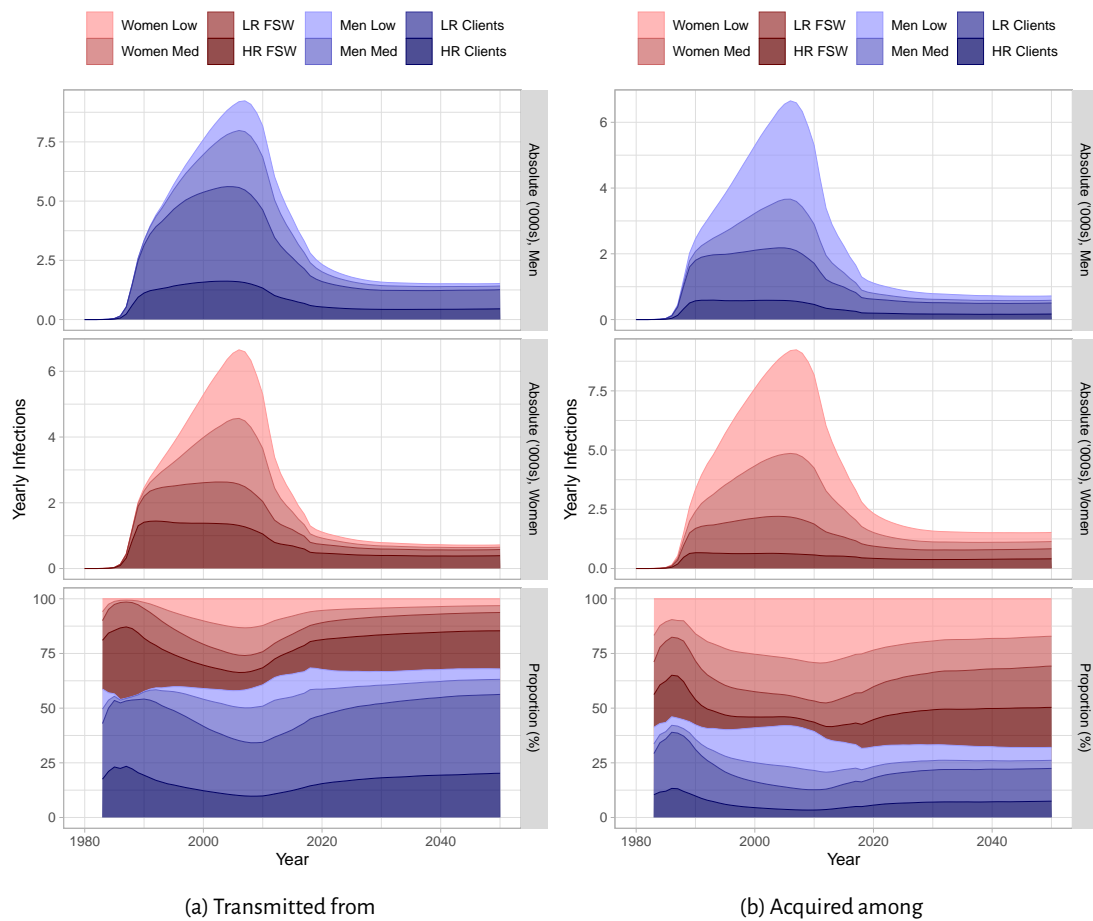 Women Low LR FSW Men Low LR Clients
Women Med HR FSW Men Med HR Clients
Yearly Infections
7.5
5.0
2.5
0.0
Absolute ('000s), Men
6
4
2
0
Absolute ('000s), Women
100
75
50
25
0
Proportion (%)
1980 2000 2020 2040
Year
(a) Transmitted from
Women Low LR FSW Men Low LR Clients
Women Med HR FSW Men Med HR Clients
Yearly Infections
6
4
2
0
Absolute ('000s), Men
7.5
5.0
2.5
0.0
Absolute ('000s), Women
100
75
50
25
0
Proportion (%)
1980 2000 2020 2040
Year
(b) Acquired among